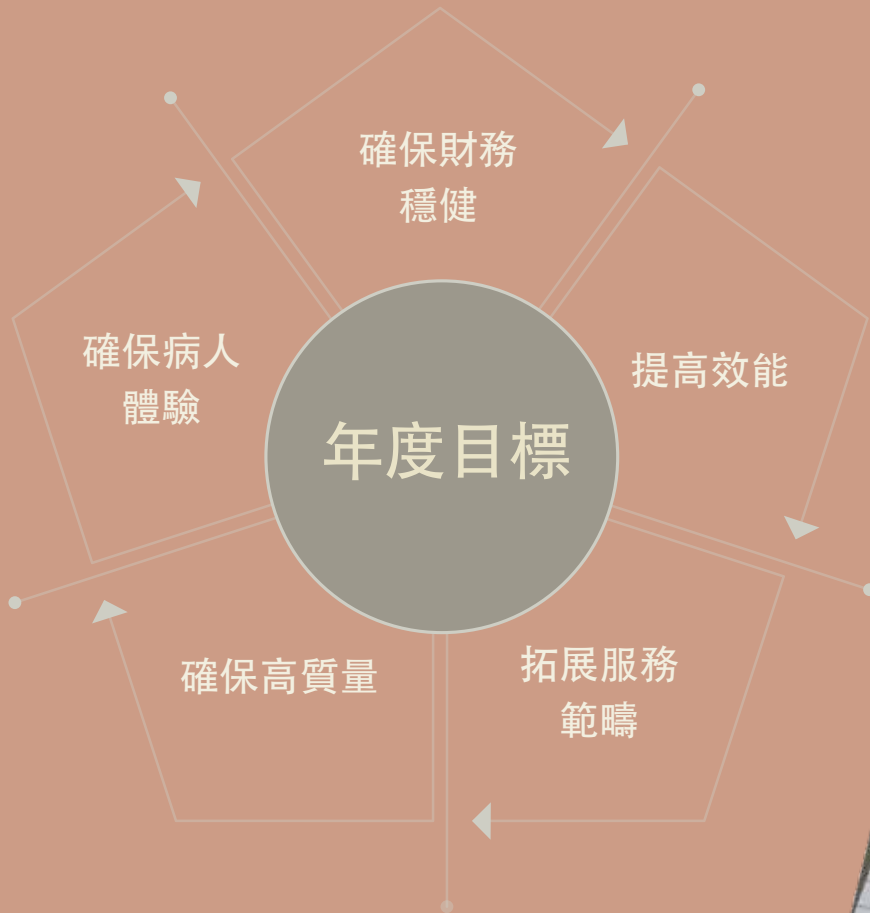 確保財務
穩健
提高效能
拓展服務
範疇
確保高質量
確保病人
體驗
年度目標